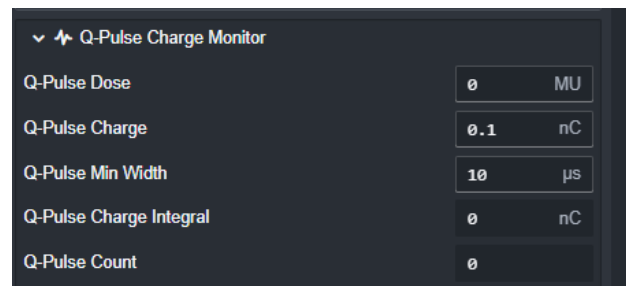 Q-Pulse Charge Monitor
Q-Pulse Dose 0 MU
Q-Pulse Charge 0.1 nC
Q-Pulse Min Width 10 µs
Q-Pulse Charge Integral 0 nC
Q-Pulse Count 0